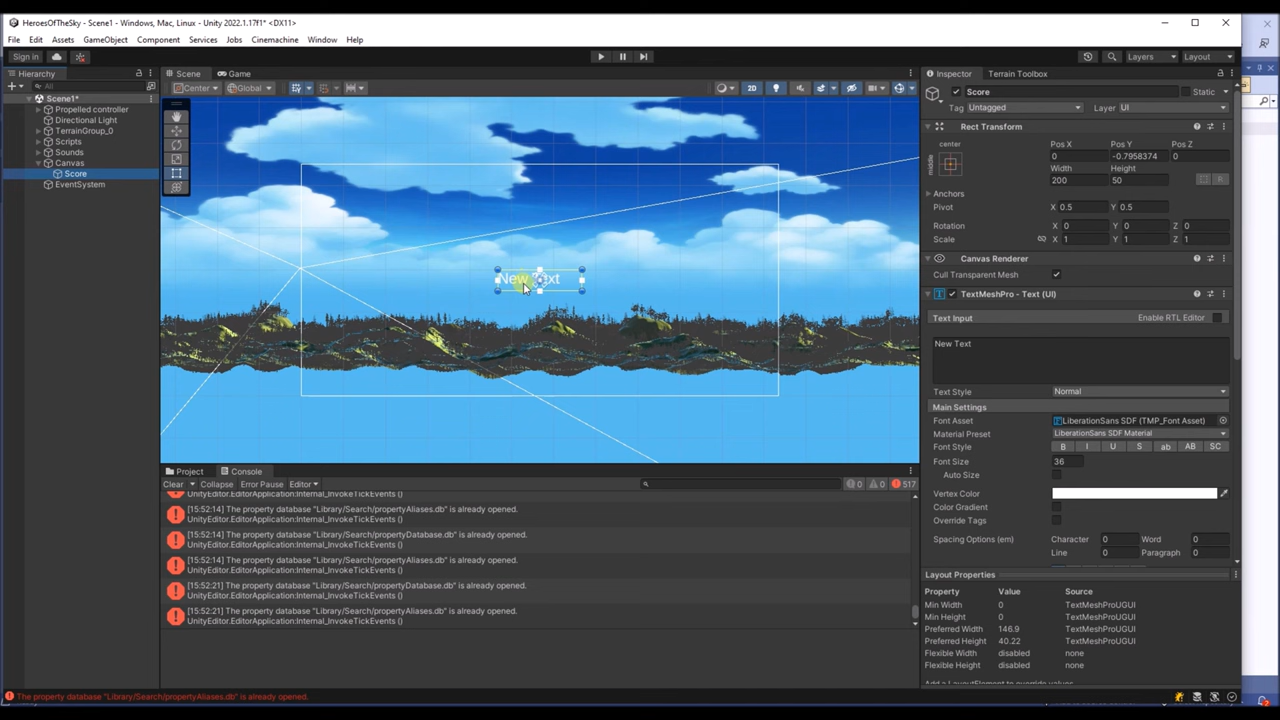 HeroesOfTheSky - Scene1 - Windows, Mac, Linux - Unity 2022.1.17f1* <DX11>
File Edit Assets GameObject Component Services Jobs Cinemachine Window Help
Sign in Layers Layout
Hierarchy
All
Scene1*
Propelled controller
Directional Light
TerrainGroup_0
Scripts
Sounds
Canvas
Score
EventSystem
Scene Game
Center Global 2D
New Text
Project Console
Clear Collapse Error Pause Editor 0 0 517
UnityEditor.EditorApplication:Internal_InvokeTickEvents ()
[15:52:14] The property database "Library/Search/propertyAliases.db" is already opened.
UnityEditor.EditorApplication:Internal_InvokeTickEvents ()
[15:52:14] The property database "Library/Search/propertyDatabase.db" is already opened.
UnityEditor.EditorApplication:Internal_InvokeTickEvents ()
[15:52:14] The property database "Library/Search/propertyAliases.db" is already opened.
UnityEditor.EditorApplication:Internal_InvokeTickEvents ()
[15:52:21] The property database "Library/Search/propertyDatabase.db" is already opened.
UnityEditor.EditorApplication:Internal_InvokeTickEvents ()
[15:52:21] The property database "Library/Search/propertyAliases.db" is already opened.
UnityEditor.EditorApplication:Internal_InvokeTickEvents ()
The property database "Library/Search/propertyAliases.db" is already opened.
Inspector Terrain Toolbox
Score Static
Tag Untagged Layer UI
Rect Transform
center Pos X Pos Y Pos Z
middle 0 -0.7958374 0
Width Height
200 50 R
Anchors
Pivot X 0.5 Y 0.5
Rotation X 0 Y 0 Z 0
Scale X 1 Y 1 Z 1
Canvas Renderer
Cull Transparent Mesh
TextMeshPro - Text (UI)
Text Input Enable RTL Editor
New Text
Text Style Normal
Main Settings
Font Asset LiberationSans SDF (TMP_Font Asset)
Material Preset LiberationSans SDF Material
Font Style B I U S ab AB SC
Font Size 36
Auto Size
Vertex Color
Color Gradient
Override Tags
Spacing Options (em) Character 0 Word 0
Line 0 Paragraph 0
Layout Properties
Property Value Source
Min Width 0 TextMeshProUGUI
Min Height 0 TextMeshProUGUI
Preferred Width 146.9 TextMeshProUGUI
Preferred Height 40.22 TextMeshProUGUI
Flexible Width disabled none
Flexible Height disabled none
Add a LayoutElement to override values